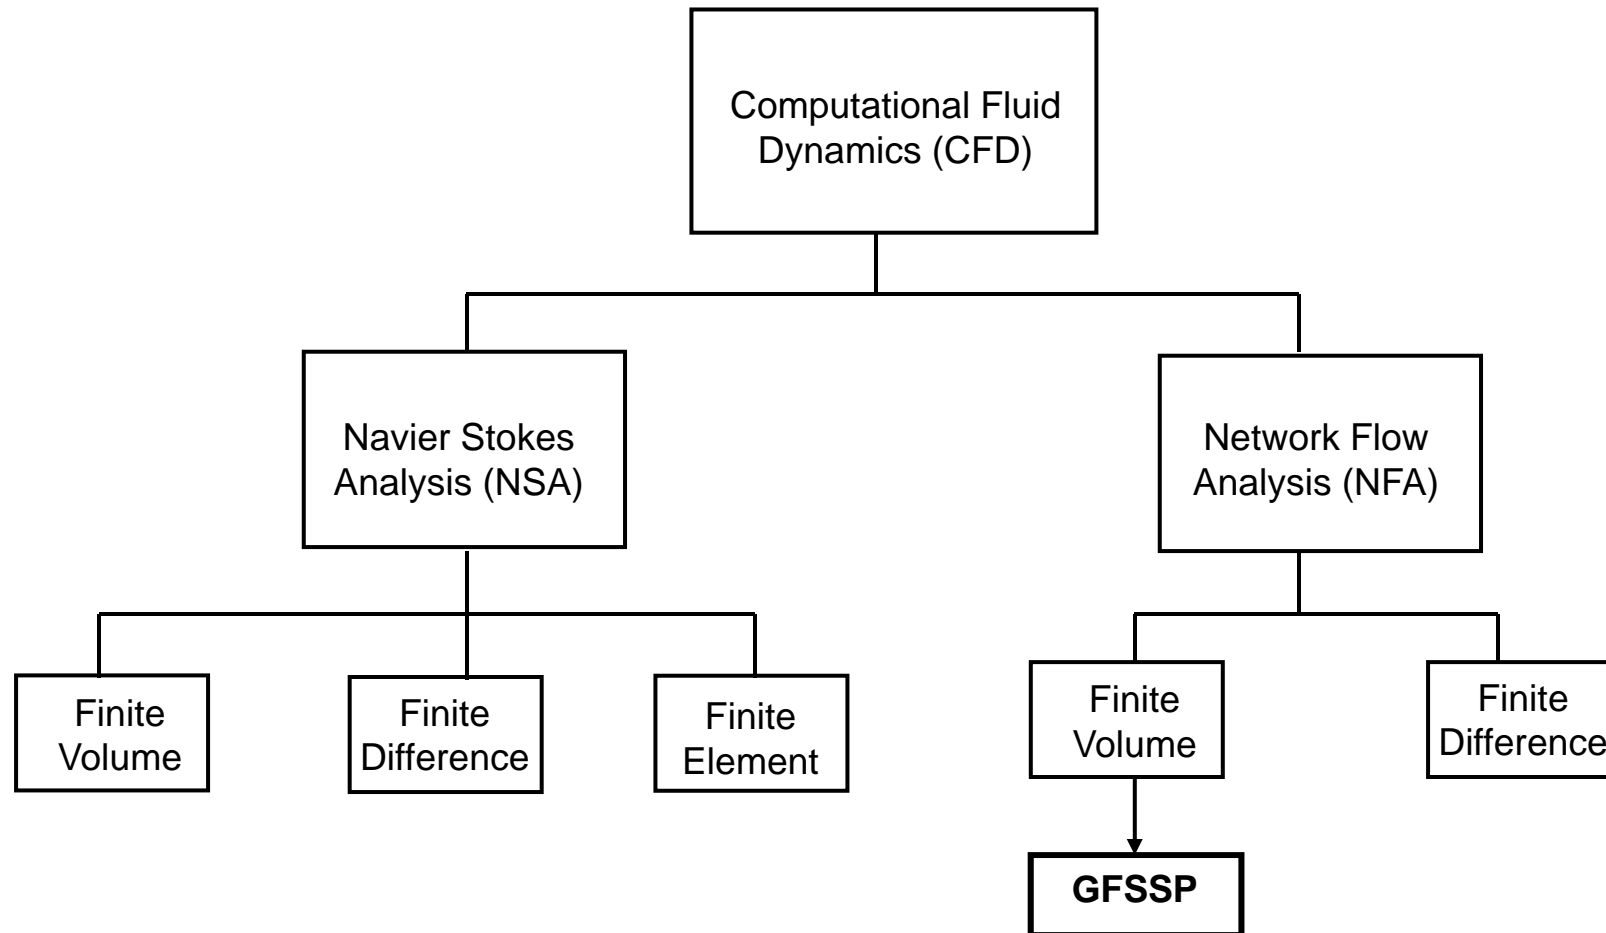 Computational Fluid
Dynamics (CFD)
Navier Stokes
Analysis (NSA)
Network Flow
Analysis (NFA)
Finite
Volume
Finite
Difference
Finite
Element
Finite
Volume
Finite
Difference
GFSSP